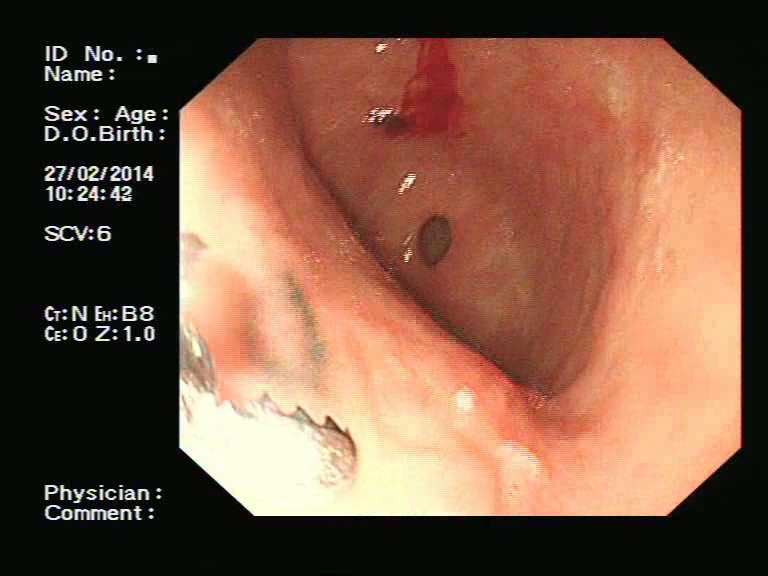 ID No. :
Name:
Sex: Age:
D.O.Birth:
27/02/2014
10:24:42
SCV:6
CT:N EH:B8
CE:0 Z:1.0
Physician:
Comment: